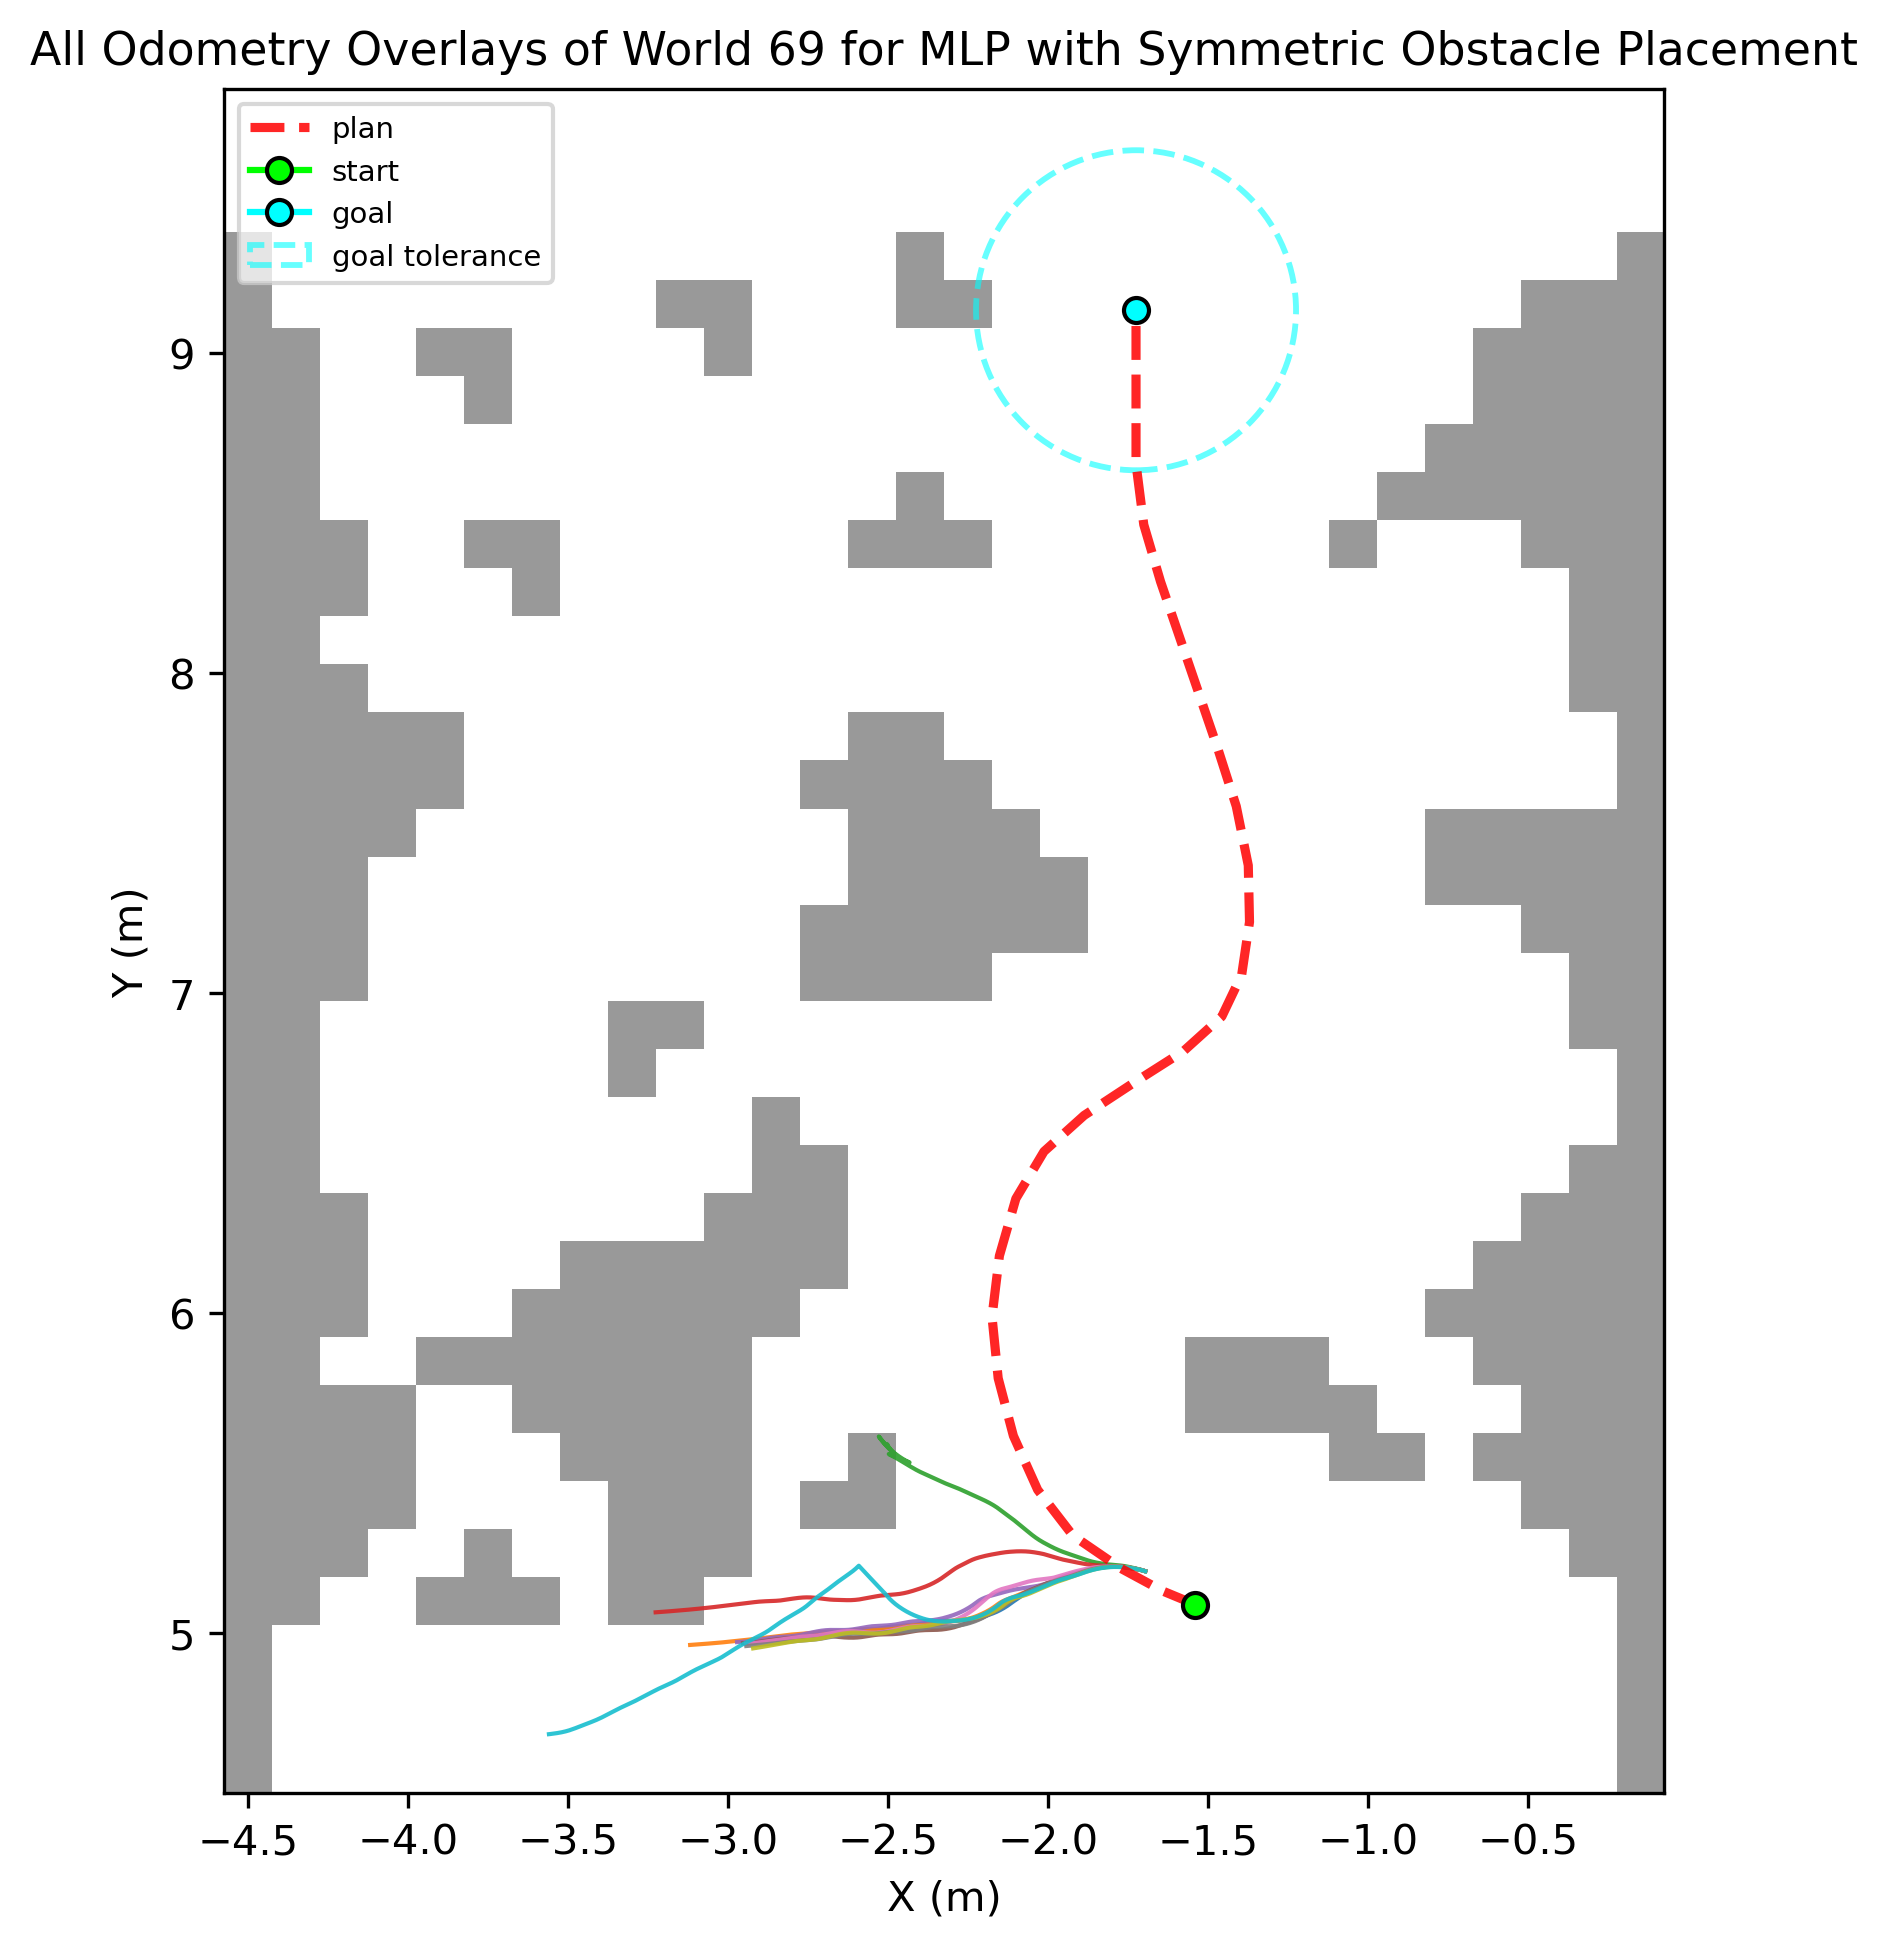 All Odometry Overlays of World 69 for MLP with Symmetric Obstacle Placement
plan
start
goal
goal tolerance
9
8
7
6
5
Y (m)
−4.5 −4.0 −3.5 −3.0 −2.5 −2.0 −1.5 −1.0 −0.5
X (m)